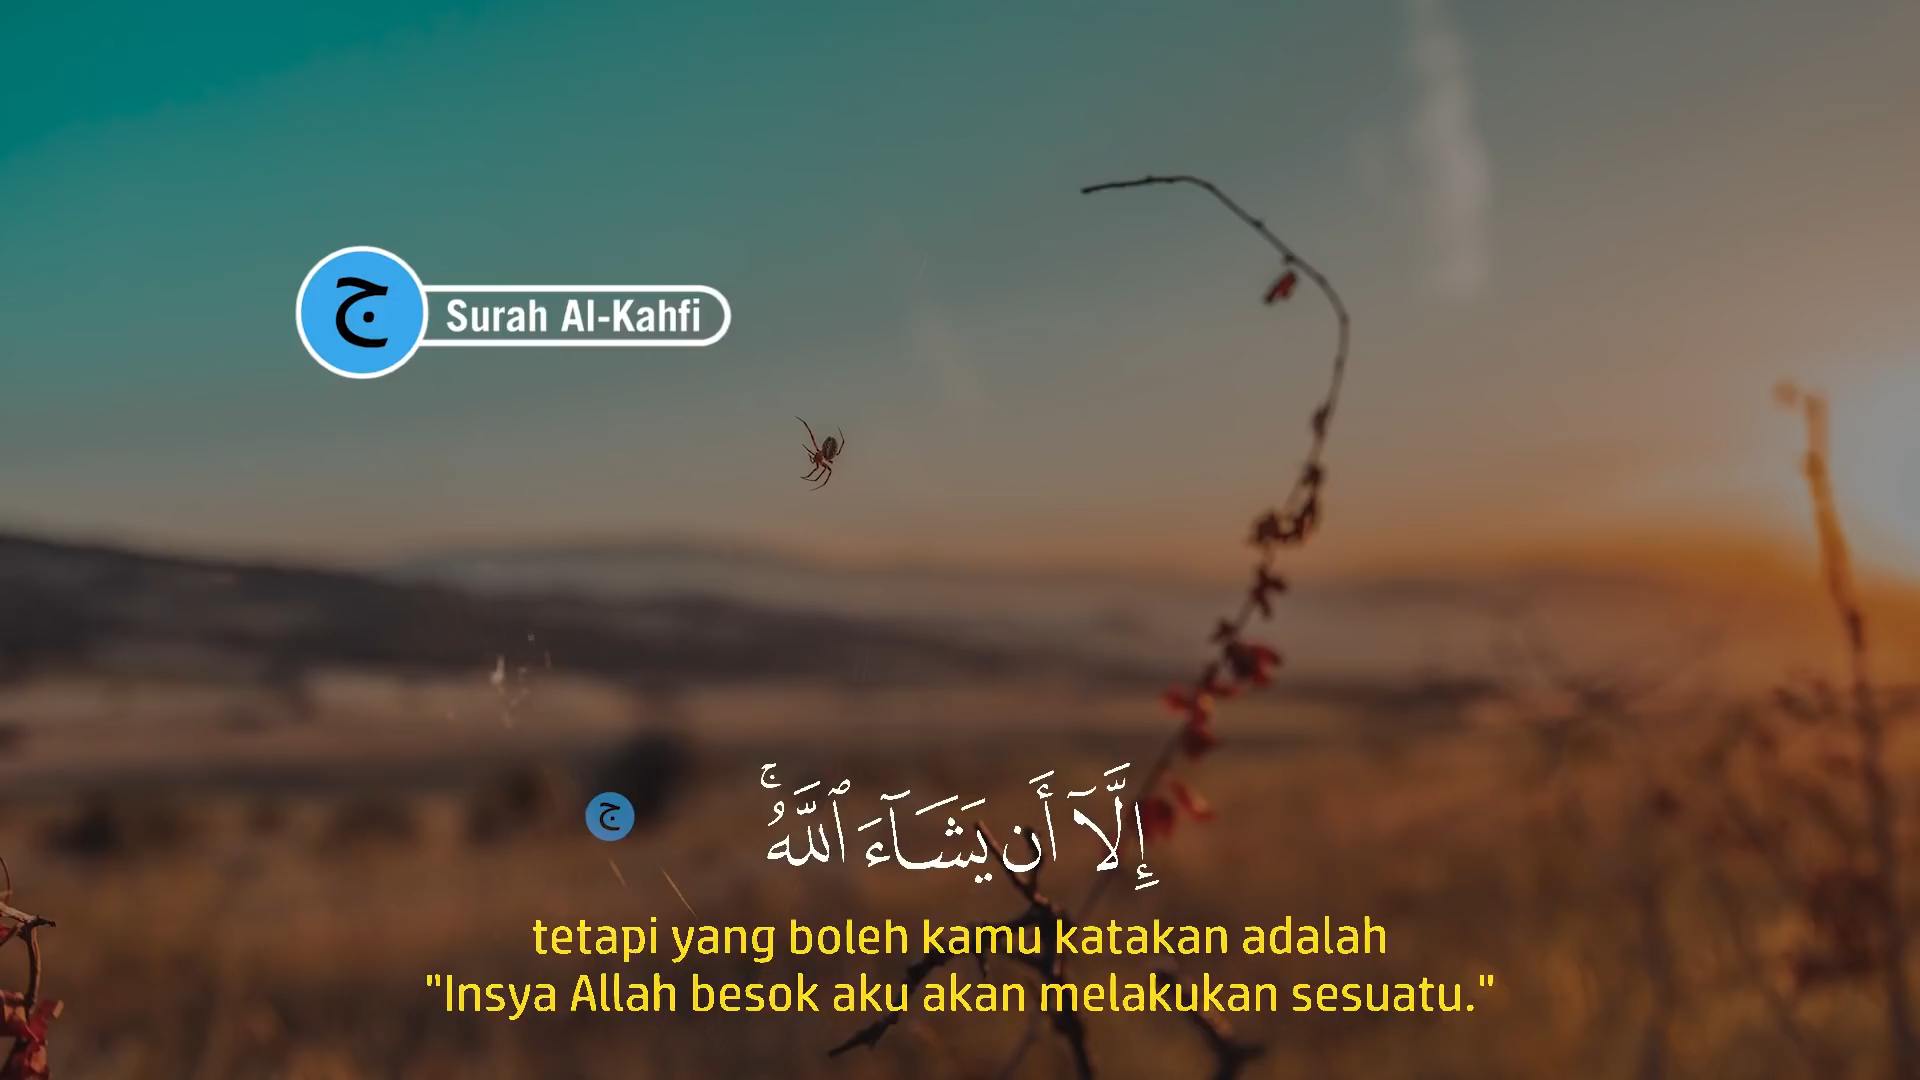 ج
Surah Al-Kahfi
ج
إِلَّآ أَن يَشَآءَ ٱللَّهُۚ
tetapi yang boleh kamu katakan adalah
"Insya Allah besok aku akan melakukan sesuatu."